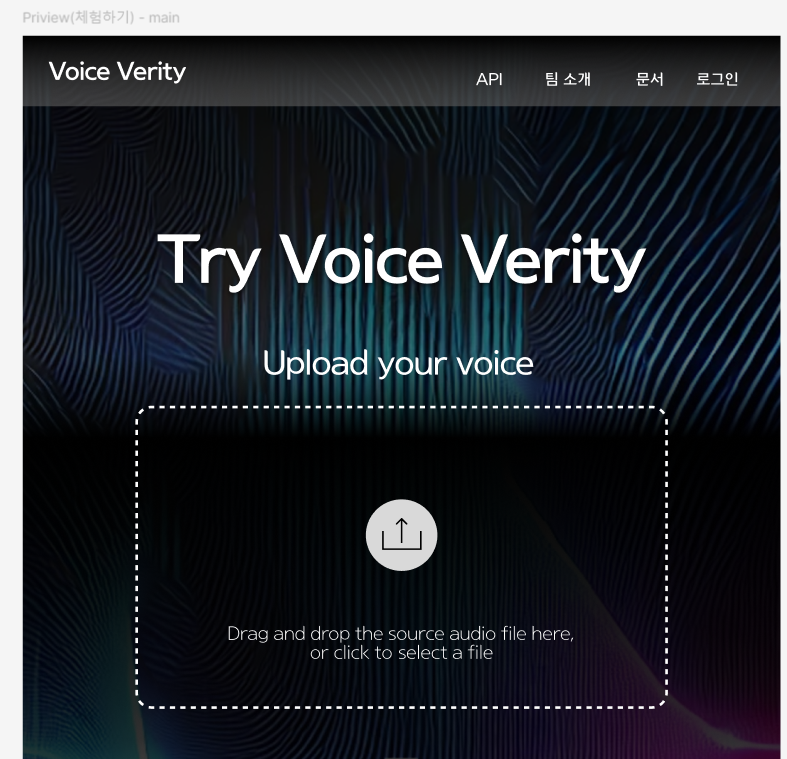 Priview(체험하기) - main
Voice Verity
API 팀 소개 문서 로그인
Try Voice Verity
Upload your voice
Drag and drop the source audio file here,
or click to select a file